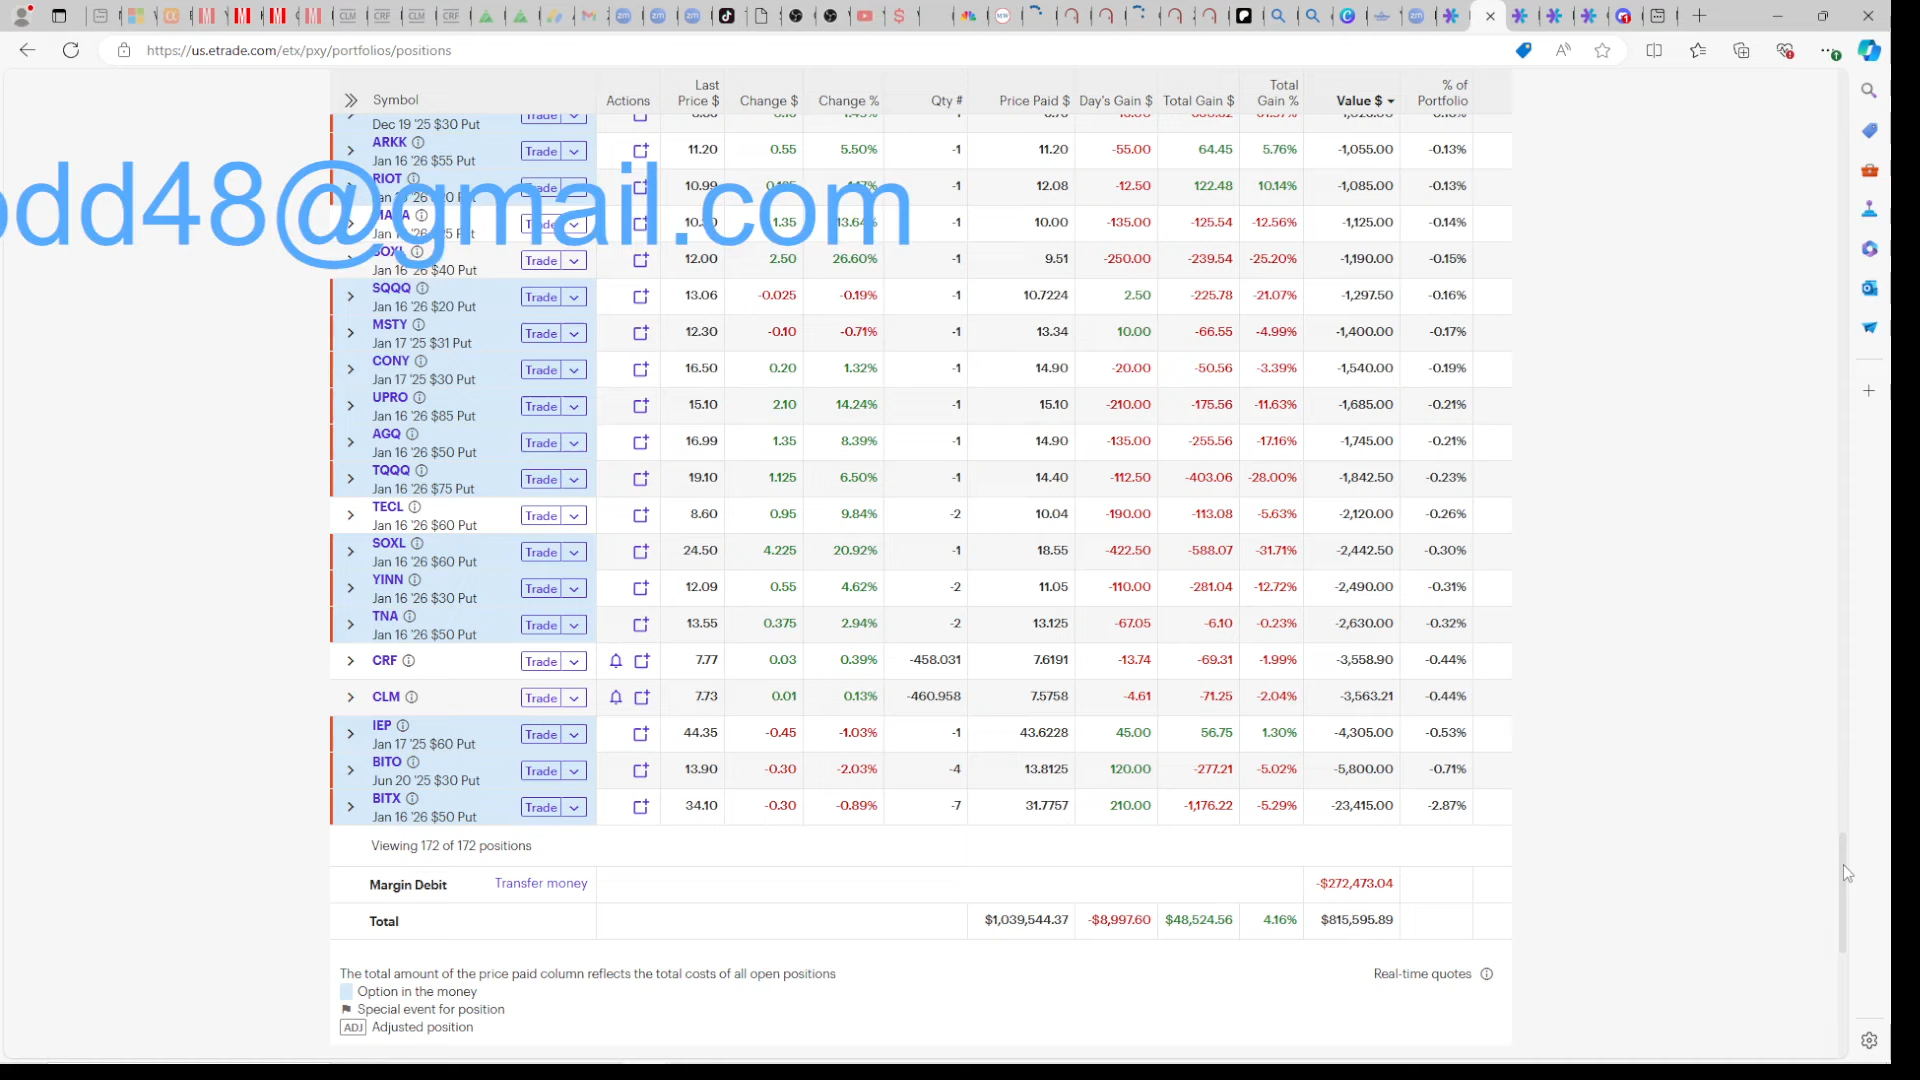 https://us.etrade.com/etx/pxy/portfolios/positions
Symbol Actions Last Price $ Change $ Change % Qty # Price Paid $ Day's Gain $ Total Gain $ Total Gain % Value $ % of Portfolio
Dec 19 '25 $30 Put Trade
ARKK Trade 11.20 0.55 5.50% -1 11.20 -55.00 64.45 5.76% -1,055.00 -0.13%
Jan 16 '26 $55 Put
odd48@gmail.com
RIOT 10.99 -1 12.08 -12.50 122.48 10.14% -1,085.00 -0.13%
1.35 13.64% -1 10.00 -135.00 -125.54 -12.56% -1,125.00 -0.14%
SOXL Trade 12.00 2.50 26.60% -1 9.51 -250.00 -239.54 -25.20% -1,190.00 -0.15%
Jan 16 '26 $40 Put
SQQQ Trade 13.06 -0.025 -0.19% -1 10.7224 2.50 -225.78 -21.07% -1,297.50 -0.16%
Jan 16 '26 $20 Put
MSTY Trade 12.30 -0.10 -0.71% -1 13.34 10.00 -66.55 -4.99% -1,400.00 -0.17%
Jan 17 '25 $31 Put
CONY Trade 16.50 0.20 1.32% -1 14.90 -20.00 -50.56 -3.39% -1,540.00 -0.19%
Jan 17 '25 $30 Put
UPRO Trade 15.10 2.10 14.24% -1 15.10 -210.00 -175.56 -11.63% -1,685.00 -0.21%
Jan 16 '26 $85 Put
AGQ Trade 16.99 1.35 8.39% -1 14.90 -135.00 -255.56 -17.16% -1,745.00 -0.21%
Jan 16 '26 $50 Put
TQQQ Trade 19.10 1.125 6.50% -1 14.40 -112.50 -403.06 -28.00% -1,842.50 -0.23%
Jan 16 '26 $75 Put
TECL Trade 8.60 0.95 9.84% -2 10.04 -190.00 -113.08 -5.63% -2,120.00 -0.26%
Jan 16 '26 $60 Put
SOXL Trade 24.50 4.225 20.92% -1 18.55 -422.50 -588.07 -31.71% -2,442.50 -0.30%
Jan 16 '26 $60 Put
YINN Trade 12.09 0.55 4.62% -2 11.05 -110.00 -281.04 -12.72% -2,490.00 -0.31%
Jan 16 '26 $30 Put
TNA Trade 13.55 0.375 2.94% -2 13.125 -67.05 -6.10 -0.23% -2,630.00 -0.32%
Jan 16 '26 $50 Put
CRF Trade 7.77 0.03 0.39% -458.031 7.6191 -13.74 -69.31 -1.99% -3,558.90 -0.44%
CLM Trade 7.73 0.01 0.13% -460.958 7.5758 -4.61 -71.25 -2.04% -3,563.21 -0.44%
IEP Trade 44.35 -0.45 -1.03% -1 43.6228 45.00 56.75 1.30% -4,305.00 -0.53%
Jan 17 '25 $60 Put
BITO Trade 13.90 -0.30 -2.03% -4 13.8125 120.00 -277.21 -5.02% -5,800.00 -0.71%
Jun 20 '25 $30 Put
BITX Trade 34.10 -0.30 -0.89% -7 31.7757 210.00 -1,176.22 -5.29% -23,415.00 -2.87%
Jan 16 '26 $50 Put
Viewing 172 of 172 positions
Margin Debit Transfer money -$272,473.04
Total $1,039,544.37 -$8,997.60 $48,524.56 4.16% $815,595.89
The total amount of the price paid column reflects the total costs of all open positions Real-time quotes
Option in the money
Special event for position
ADJ Adjusted position